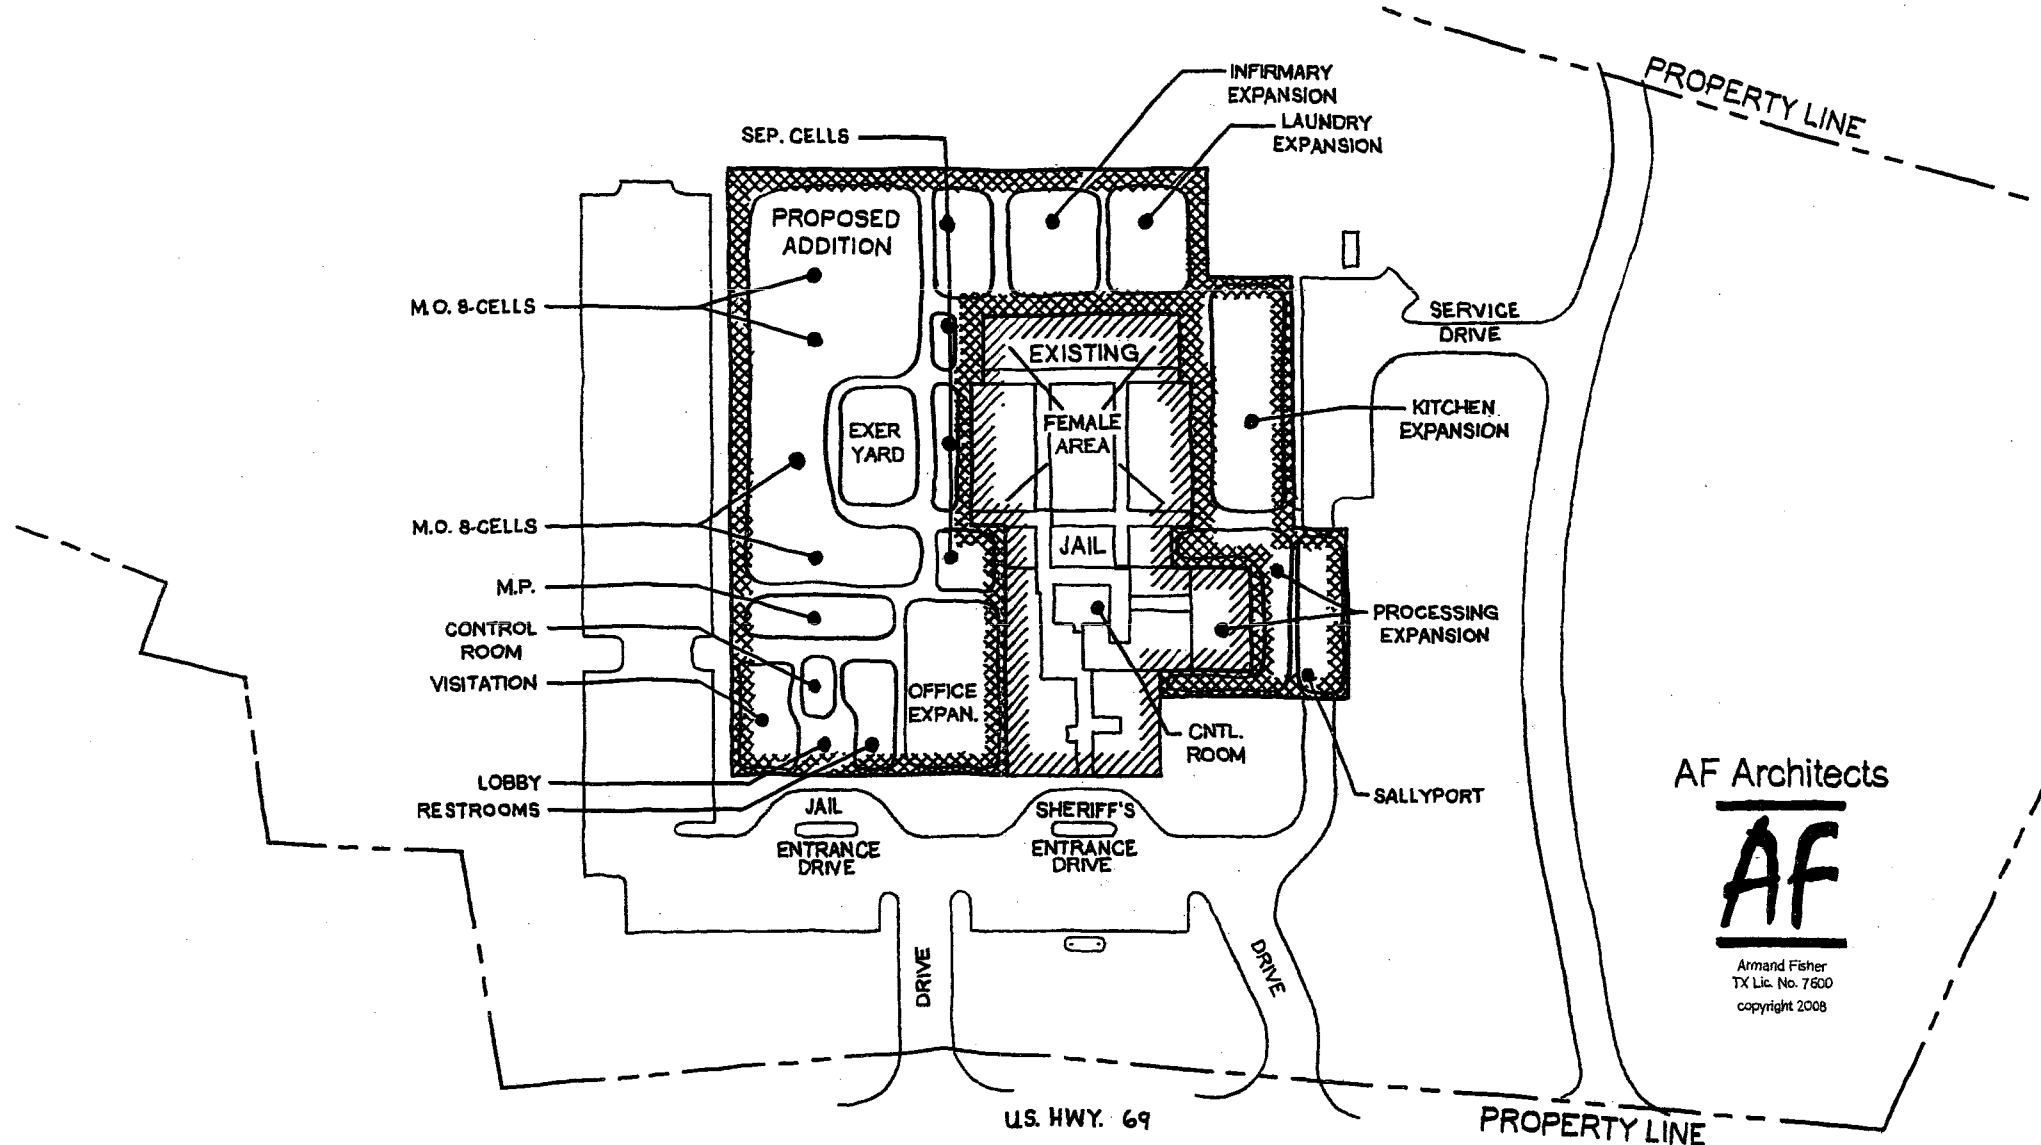 PROPERTY LINE
INFIRMARY
EXPANSION
LAUNDRY
EXPANSION
SEP. CELLS
PROPOSED
ADDITION
M.O. 8-CELLS
SERVICE
DRIVE
EXISTING
KITCHEN
EXPANSION
FEMALE
AREA
EXER
YARD
M.O. 8-CELLS
JAIL
M.P.
PROCESSING
EXPANSION
CONTROL
ROOM
VISITATION
OFFICE
EXPAN.
CNTL.
ROOM
LOBBY
RESTROOMS
SALLYPORT
JAIL
ENTRANCE
DRIVE
SHERIFF'S
ENTRANCE
DRIVE
AF Architects
AF
Armand Fisher
TX Lic. No. 7600
copyright 2008
DRIVE
DRIVE
U.S. HWY. 69
PROPERTY LINE